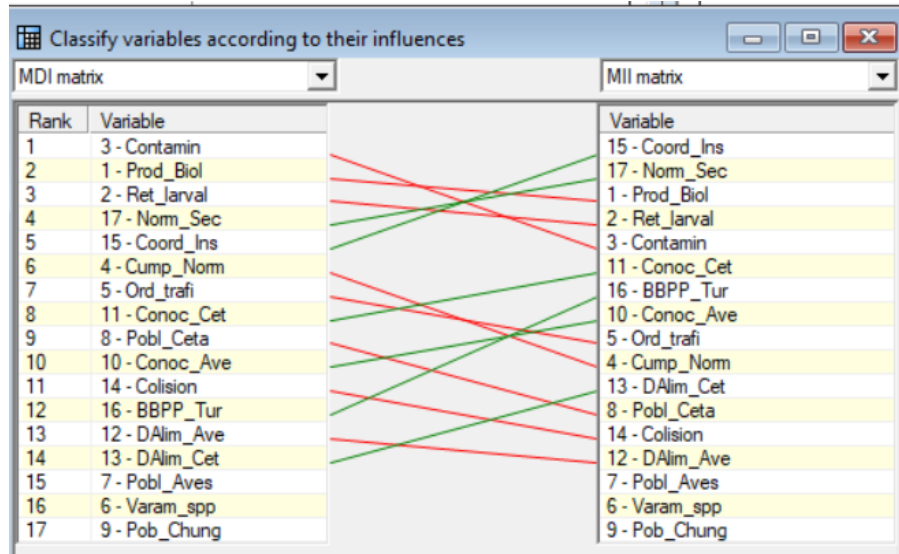 Classify variables according to their influences
MDI matrix MII matrix
Rank Variable Variable
1 3 - Contamin 15 - Coord_Ins
2 1 - Prod_Biol 17 - Norm_Sec
3 2 - Ret_larval 1 - Prod_Biol
4 17 - Norm_Sec 2 - Ret_larval
5 15 - Coord_Ins 3 - Contamin
6 4 - Cump_Norm 11 - Conoc_Cet
7 5 - Ord_trafi 16 - BBPP_Tur
8 11 - Conoc_Cet 10 - Conoc_Ave
9 8 - Pobl_Ceta 5 - Ord_trafi
10 10 - Conoc_Ave 4 - Cump_Norm
11 14 - Colision 13 - DAlim_Cet
12 16 - BBPP_Tur 8 - Pobl_Ceta
13 12 - DAlim_Ave 14 - Colision
14 13 - DAlim_Cet 12 - DAlim_Ave
15 7 - Pobl_Aves 7 - Pobl_Aves
16 6 - Varam_spp 6 - Varam_spp
17 9 - Pob_Chung 9 - Pob_Chung